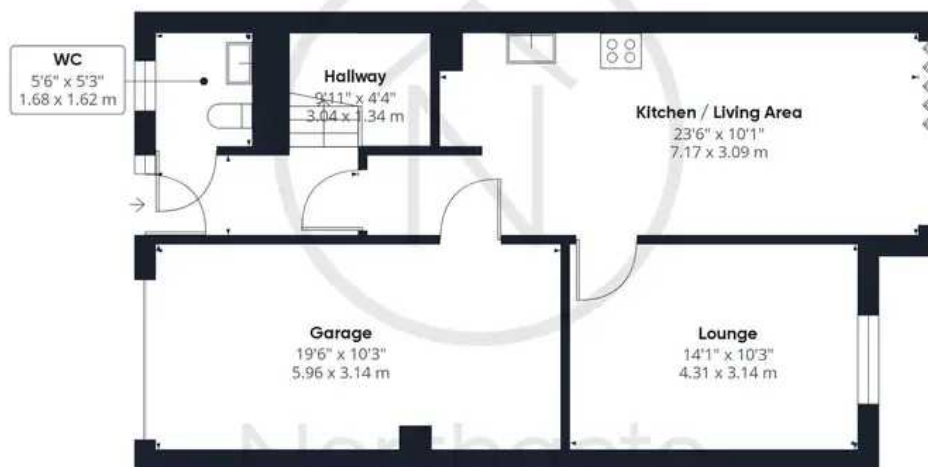 WC
5'6" x 5'3"
1.68 x 1.62 m
Hallway
9'11" x 4'4"
3.04 x 1.34 m
Kitchen / Living Area
23'6" x 10'1"
7.17 x 3.09 m
Garage
19'6" x 10'3"
5.96 x 3.14 m
Lounge
14'1" x 10'3"
4.31 x 3.14 m